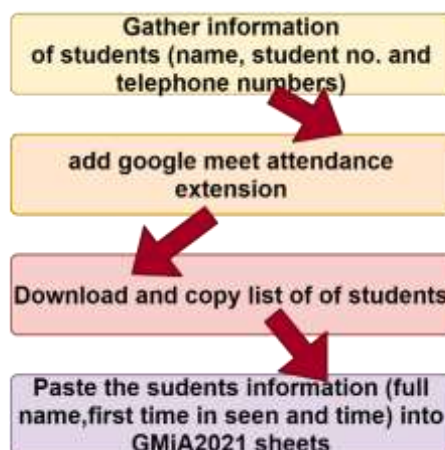 Gather information
of students (name, student no. and
telephone numbers)
add google meet attendance
extension
Download and copy list of of students
Paste the sudents information (full
name,first time in seen and time) into
GMiA2021 sheets